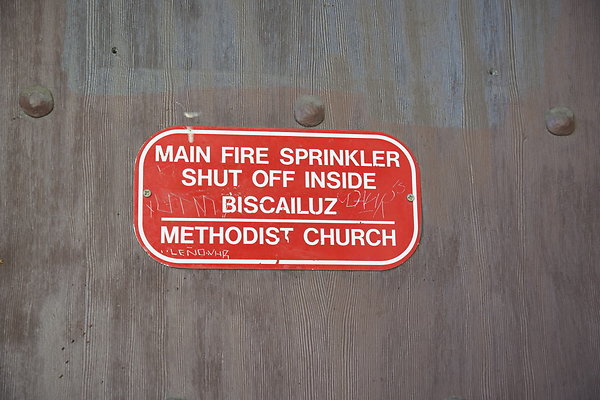 MAIN FIRE SPRINKLER
SHUT OFF INSIDE
BISCAILUZ
METHODIST CHURCH